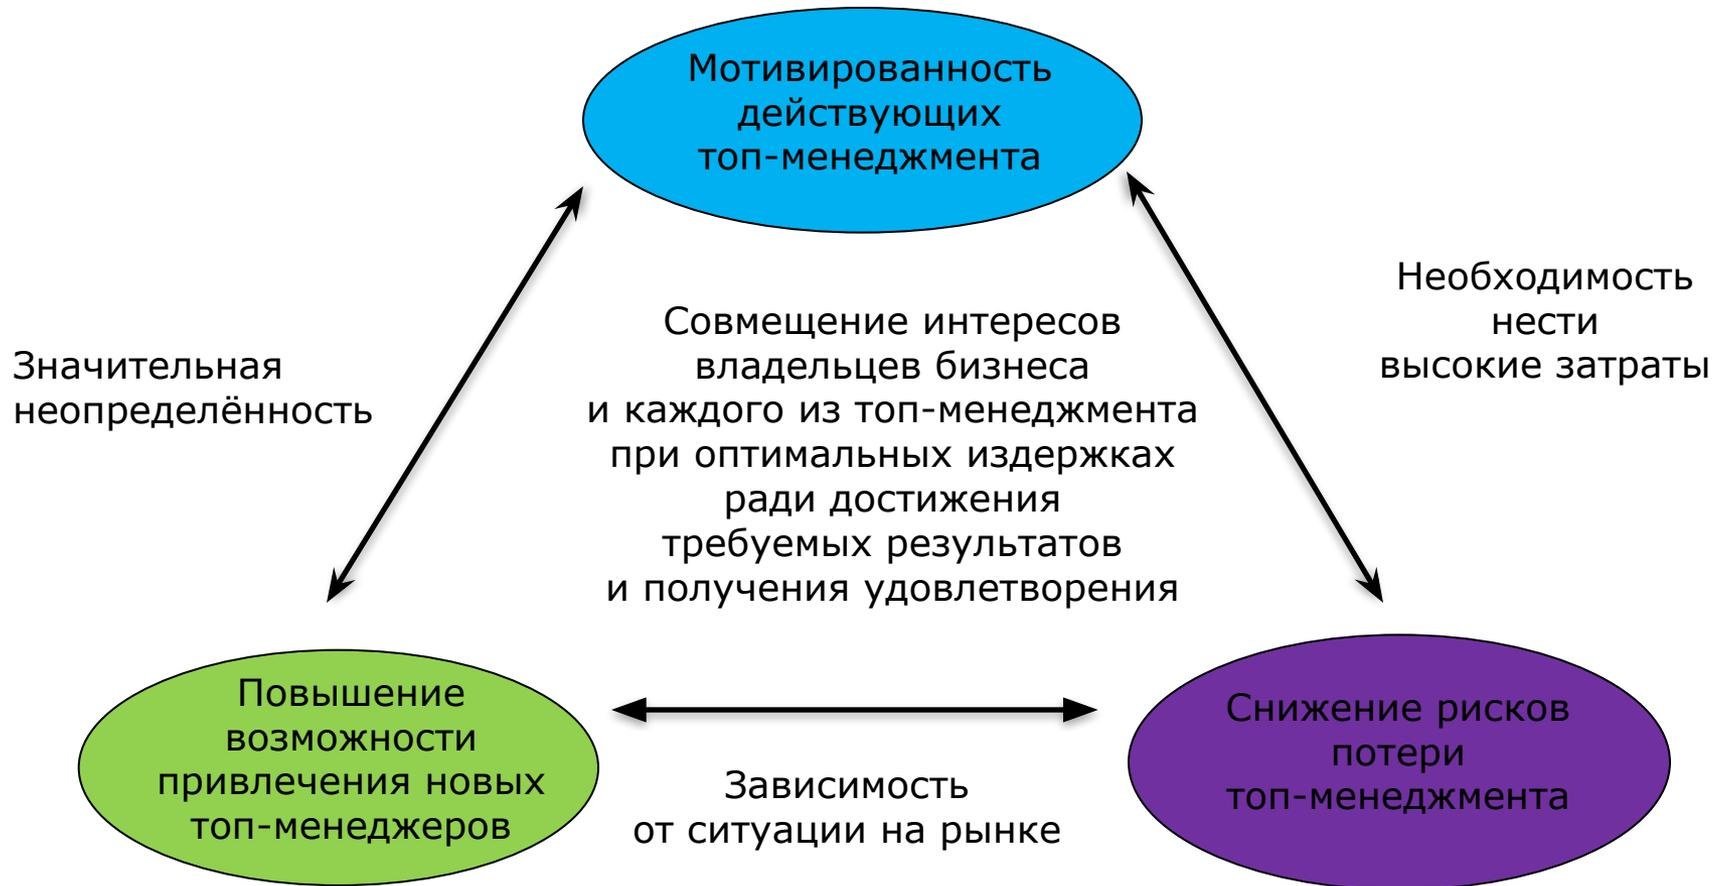 Мотивированность
действующих
топ-менеджмента
Необходимость
нести
высокие затраты
Значительная
неопределённость
Совмещение интересов
владельцев бизнеса
и каждого из топ-менеджмента
при оптимальных издержках
ради достижения
требуемых результатов
и получения удовлетворения
Повышение
возможности
привлечения новых
топ-менеджеров
Зависимость
от ситуации на рынке
Снижение рисков
потери
топ-менеджмента